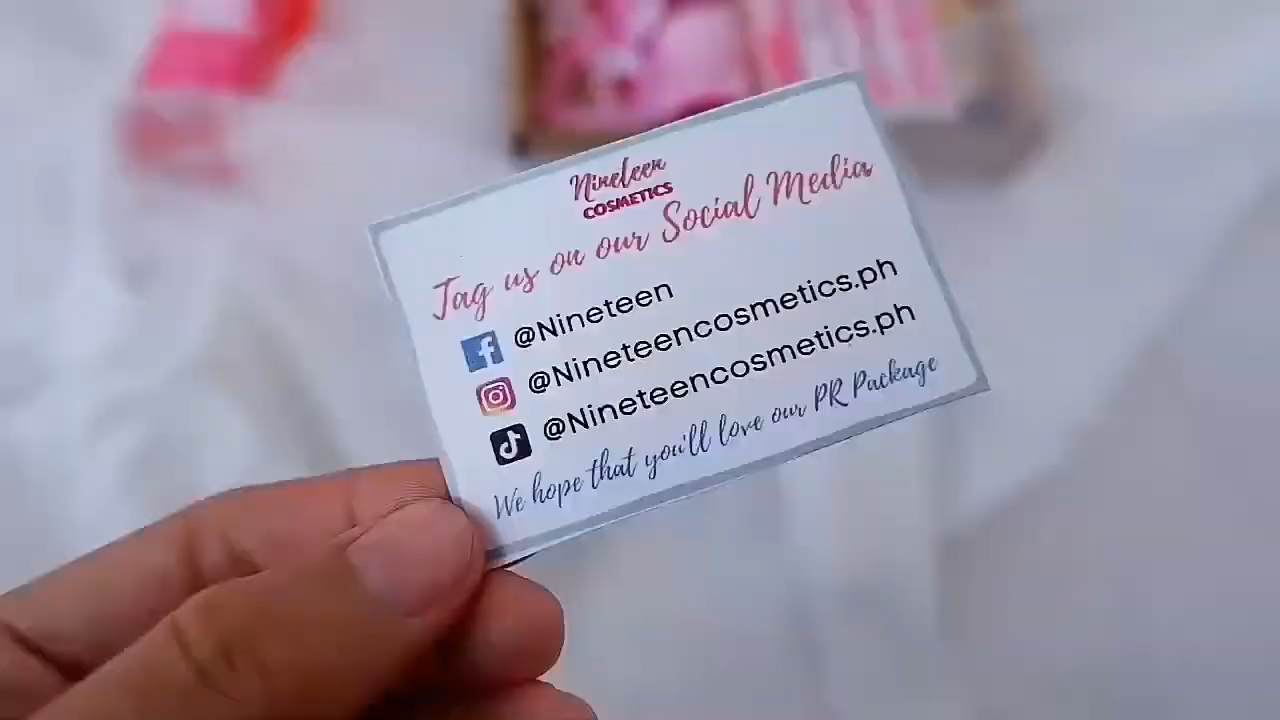 Nineteen
COSMETICS
Tag us on our Social Media
@Nineteen
@Nineteencosmetics.ph
@Nineteencosmetics.ph
We hope that you'll love our PR Package